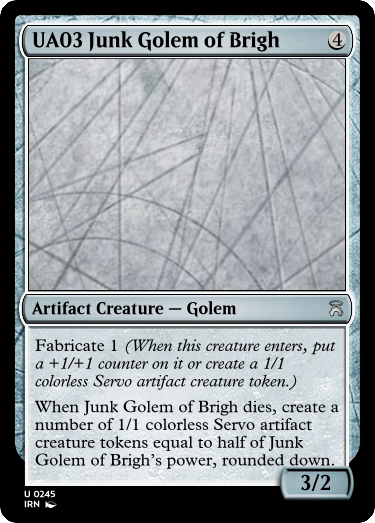 UA03 Junk Golem of Brigh 4
Artifact Creature — Golem
Fabricate 1 (When this creature enters, put
a +1/+1 counter on it or create a 1/1
colorless Servo artifact creature token.)
When Junk Golem of Brigh dies, create a
number of 1/1 colorless Servo artifact
creature tokens equal to half of Junk
Golem of Brigh's power, rounded down.
3/2
U 0245
IRN